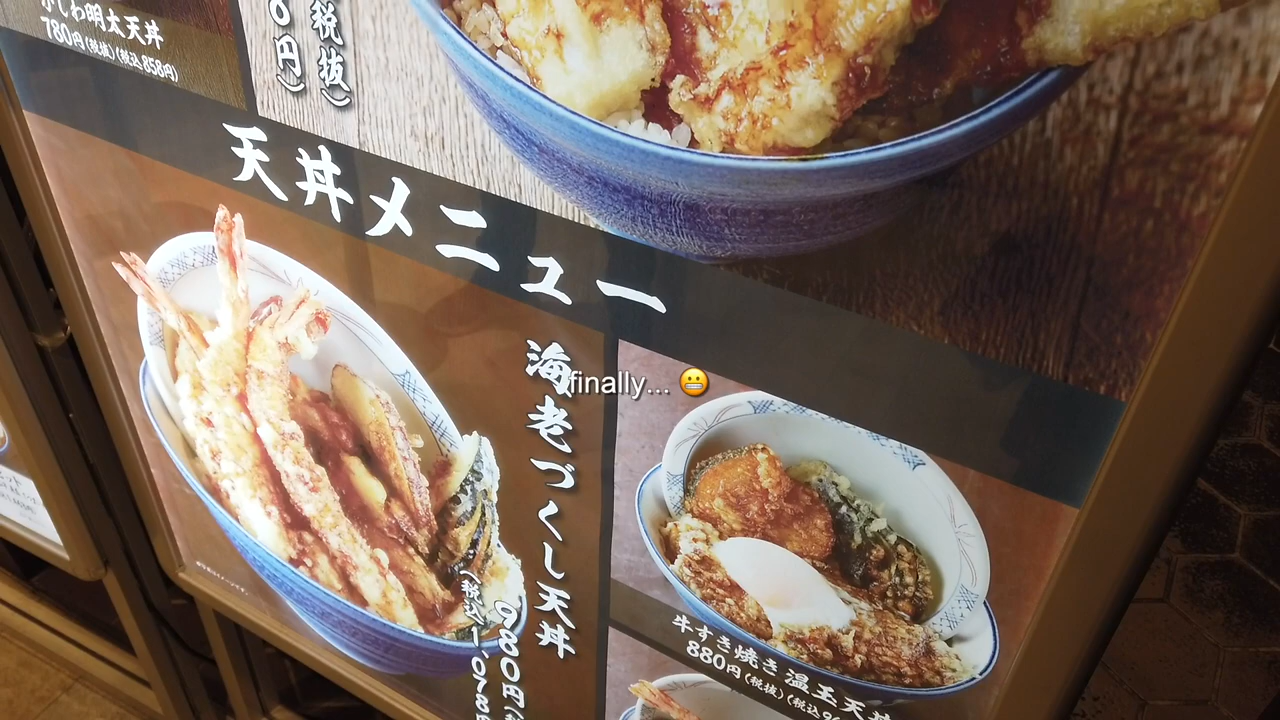 かしわ明太天丼
780円(税抜)(税込858円)
円)
税抜)
天丼メニュー
finally... 😬
海老づくし天丼
980円
(税込1,078円
牛すき焼き温玉天丼
880円(税抜)(税込